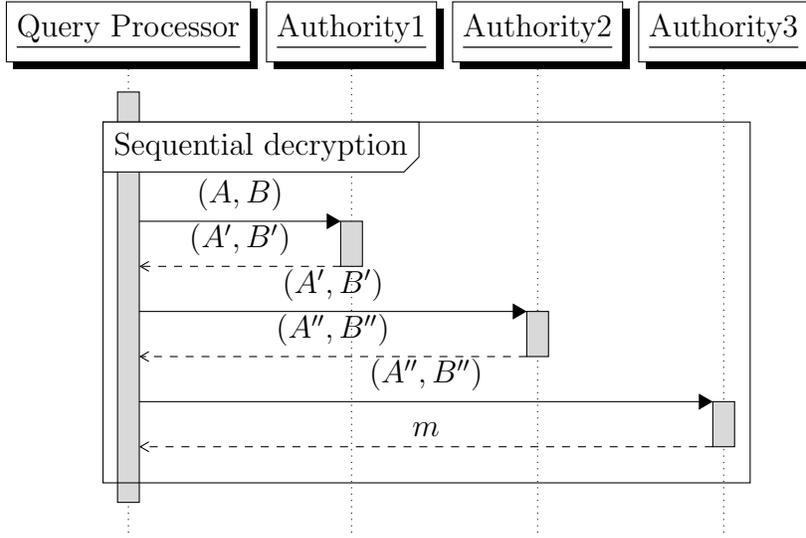 Query Processor Authority1 Authority2 Authority3
Sequential decryption
(A, B)
(A′, B′)
(A′, B′)
(A″, B″)
(A″, B″)
m